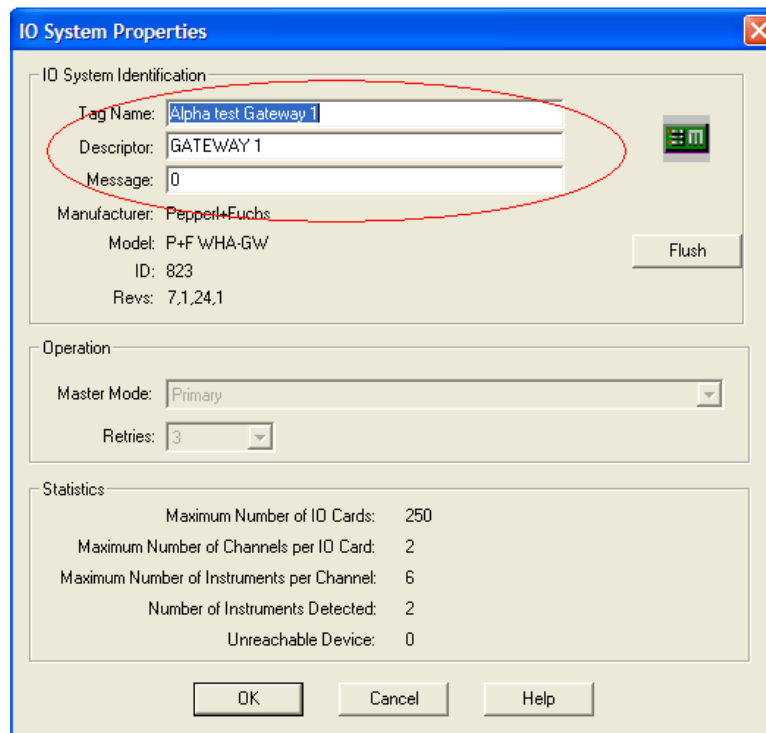 IO System Properties
IO System Identification
Tag Name: Alpha test Gateway 1
Descriptor: GATEWAY 1
Message: 0
Manufacturer: Pepperl+Fuchs
Model: P+F WHA-GW
Flush
ID: 823
Revs: 7,1,24,1
Operation
Master Mode: Primary
Retries: 3
Statistics
Maximum Number of IO Cards: 250
Maximum Number of Channels per IO Card: 2
Maximum Number of Instruments per Channel: 6
Number of Instruments Detected: 2
Unreachable Device: 0
OK Cancel Help